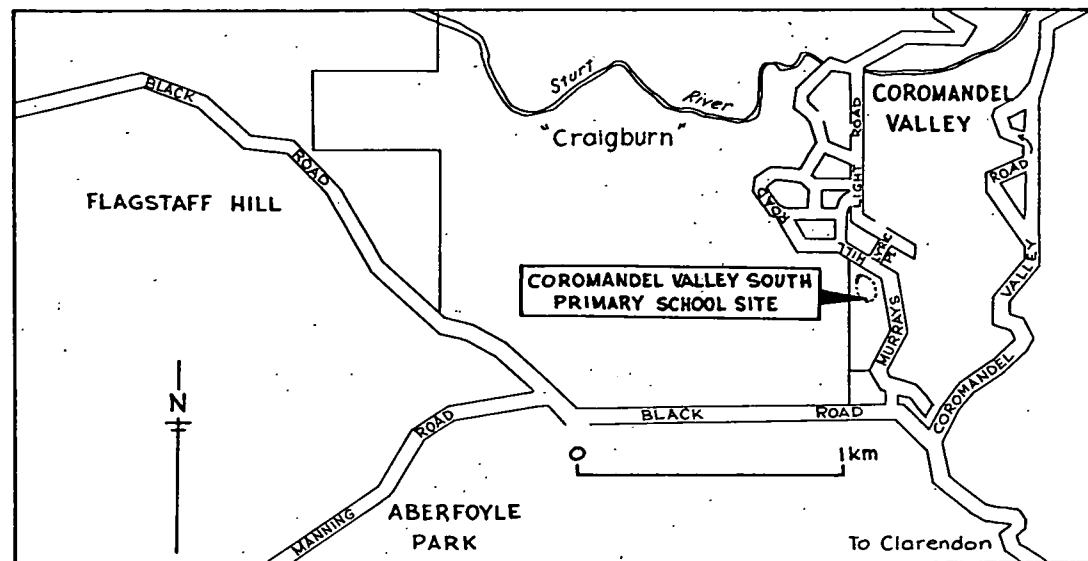 BLACK
ROAD
FLAGSTAFF HILL
Sturt
River
"Craigburn"
COROMANDEL
VALLEY
LIGHT
ROAD
ROAD
HILL
MURRAYS
ROAD
VALLEY
COROMANDEL
COROMANDEL VALLEY SOUTH
PRIMARY SCHOOL SITE
N
BLACK
ROAD
0
1km
MANNING
ROAD
ABERFOYLE
PARK
To Clarendon